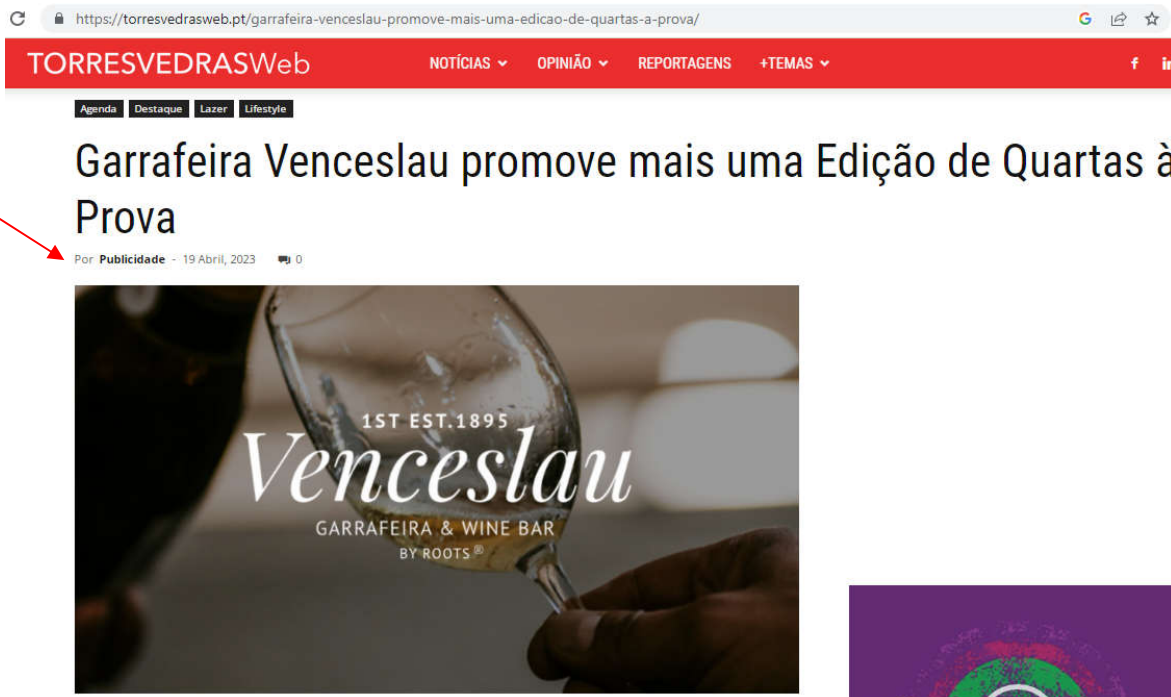 https://torresvedrasweb.pt/garrafeira-venceslau-promove-mais-uma-edicao-de-quartas-a-prova/
TORRESVEDRASWeb NOTÍCIAS OPINIÃO REPORTAGENS +TEMAS
Agenda Destaque Lazer Lifestyle
Garrafeira Venceslau promove mais uma Edição de Quartas à
Prova
Por Publicidade - 19 Abril, 2023 0
1ST EST.1895
Venceslau
GARRAFEIRA & WINE BAR
BY ROOTS®